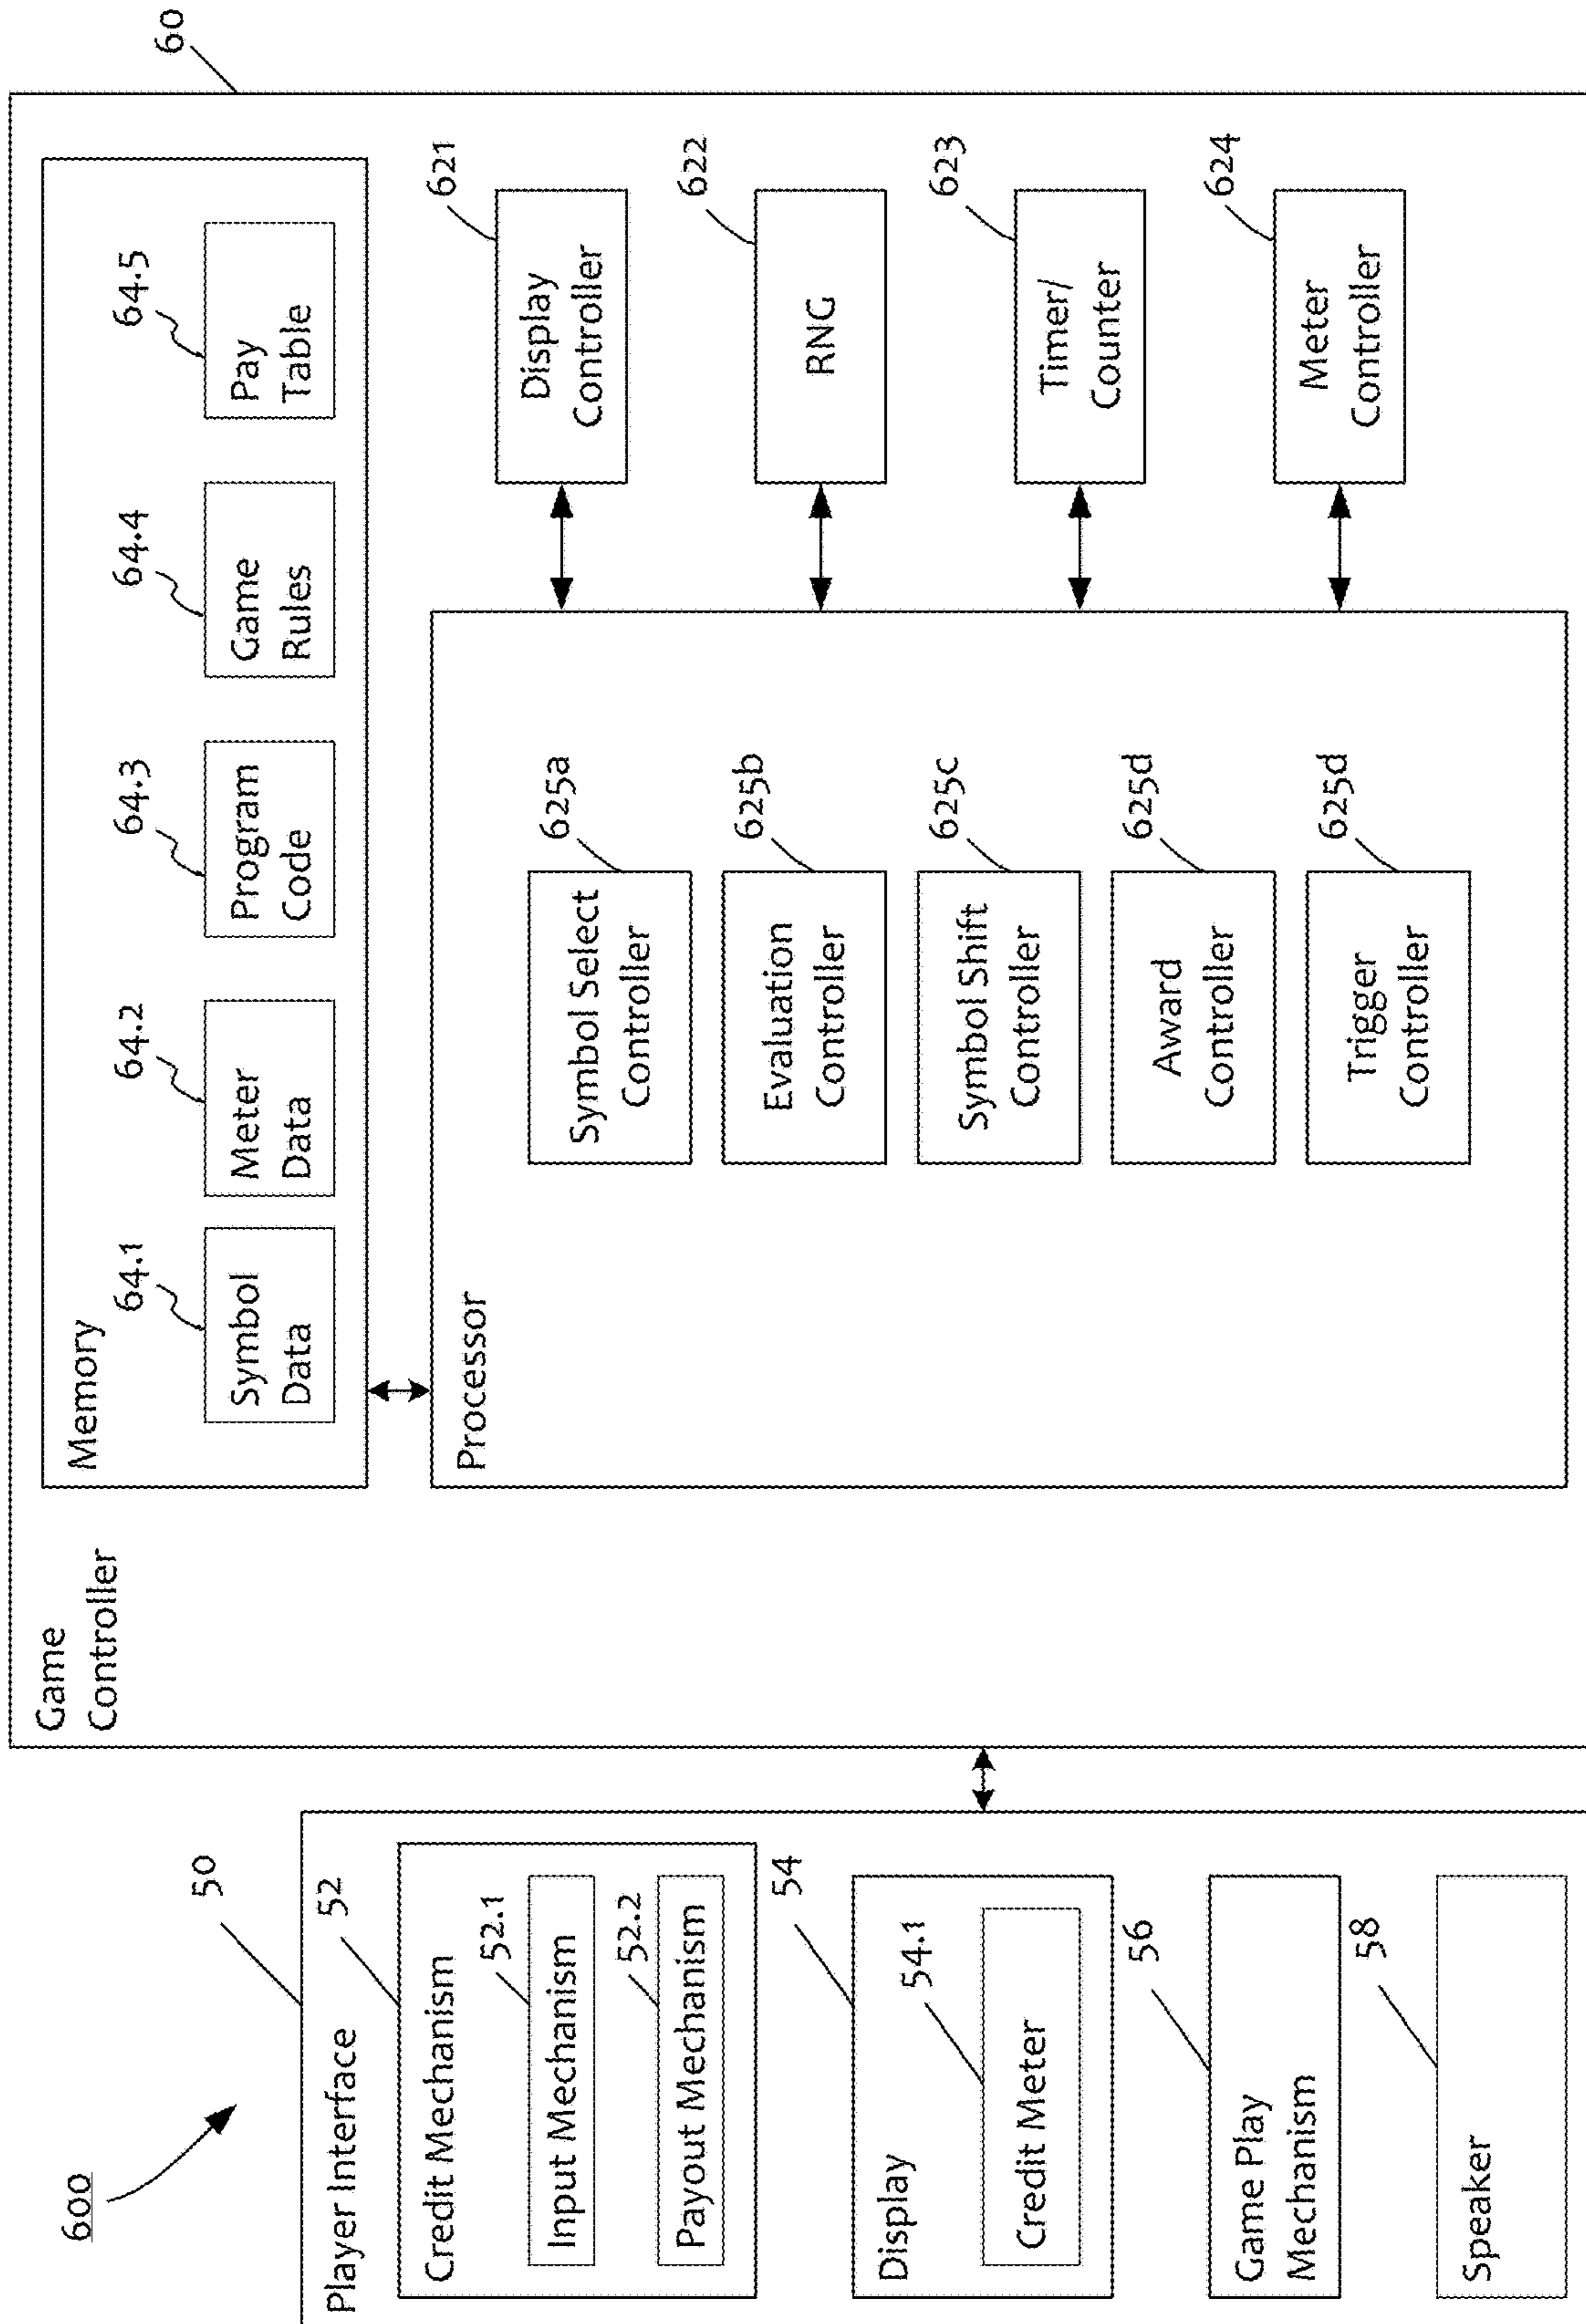 600
50
Player Interface
52
Credit Mechanism
52.1
Input Mechanism
52.2
Payout Mechanism
54
Display
54.1
Credit Meter
56
Game Play
Mechanism
58
Speaker
60
Game
Controller
Memory
64.1
Symbol
Data
64.2
Meter
Data
64.3
Program
Code
64.4
Game
Rules
64.5
Pay
Table
Processor
625a
Symbol Select
Controller
625b
Evaluation
Controller
625c
Symbol Shift
Controller
625d
Award
Controller
625d
Trigger
Controller
621
Display
Controller
622
RNG
623
Timer/
Counter
624
Meter
Controller